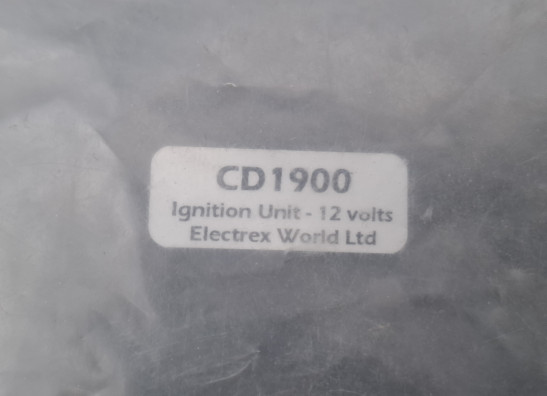 CD1900
Ignition Unit - 12 volts
Electrex World Ltd